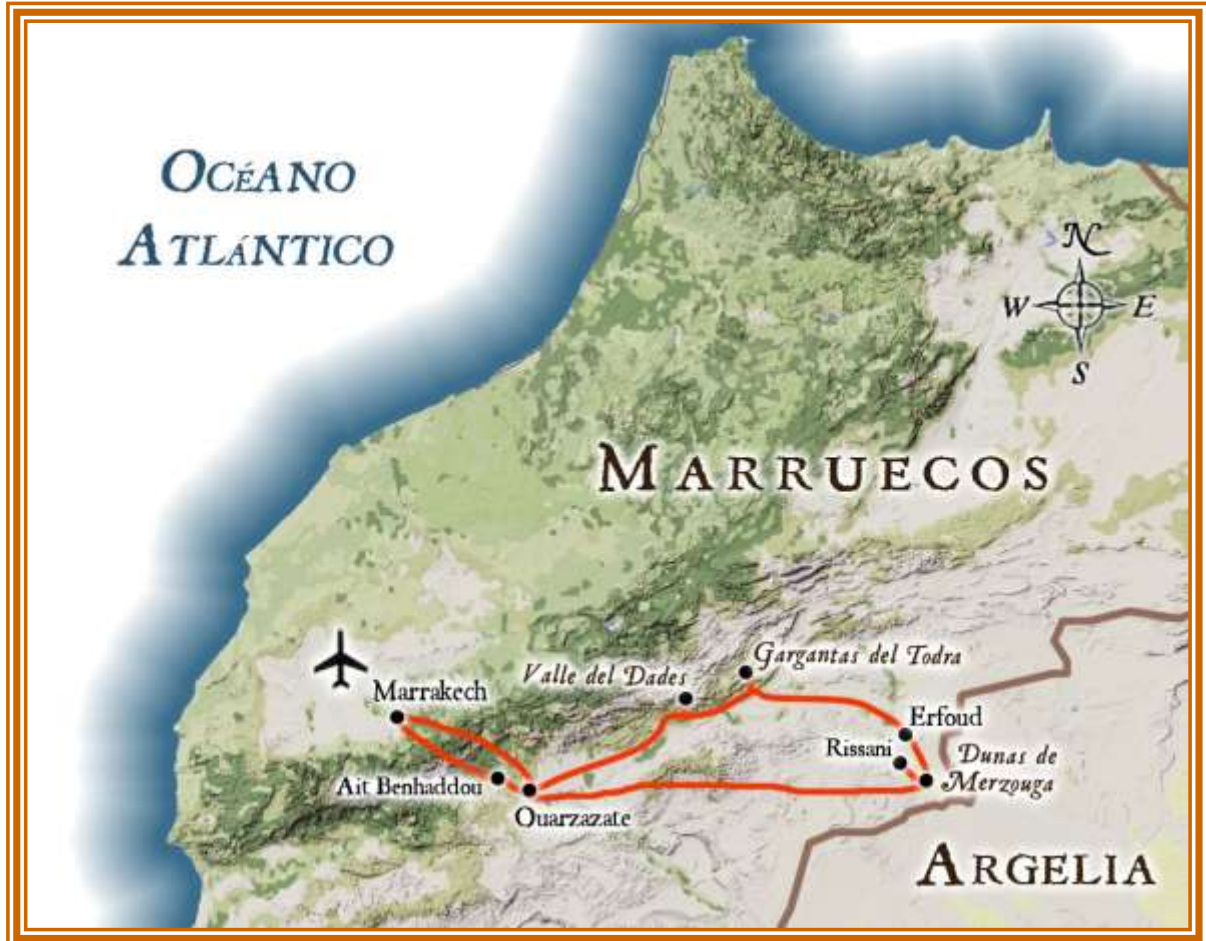 OCÉANO
ATLÁNTICO
N
W
E
S
MARRUECOS
Gargantas del Todra
Valle del Dades
Marrakech
Erfoud
Rissani
Dunas de
Merzouga
Ait Benhaddou
Ouarzazate
ARGELIA